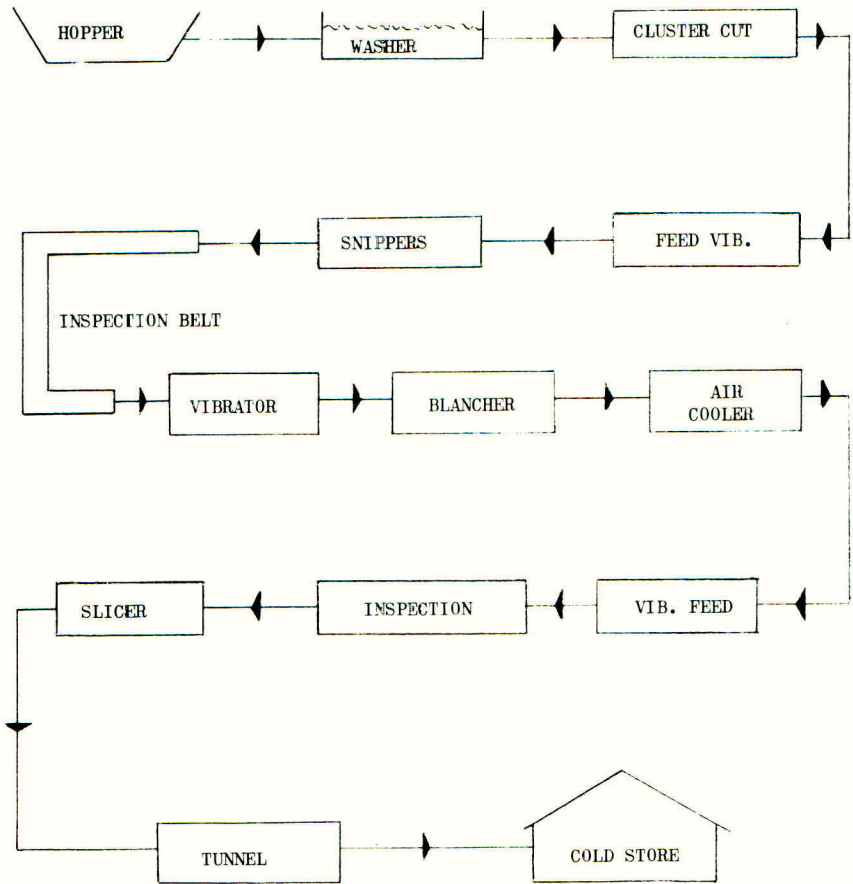 HOPPER
WASHER
CLUSTER CUT
FEED VIB.
SNIPPERS
INSPECTION BELT
VIBRATOR
BLANCHER
AIR
COOLER
VIB. FEED
INSPECTION
SLICER
TUNNEL
COLD STORE